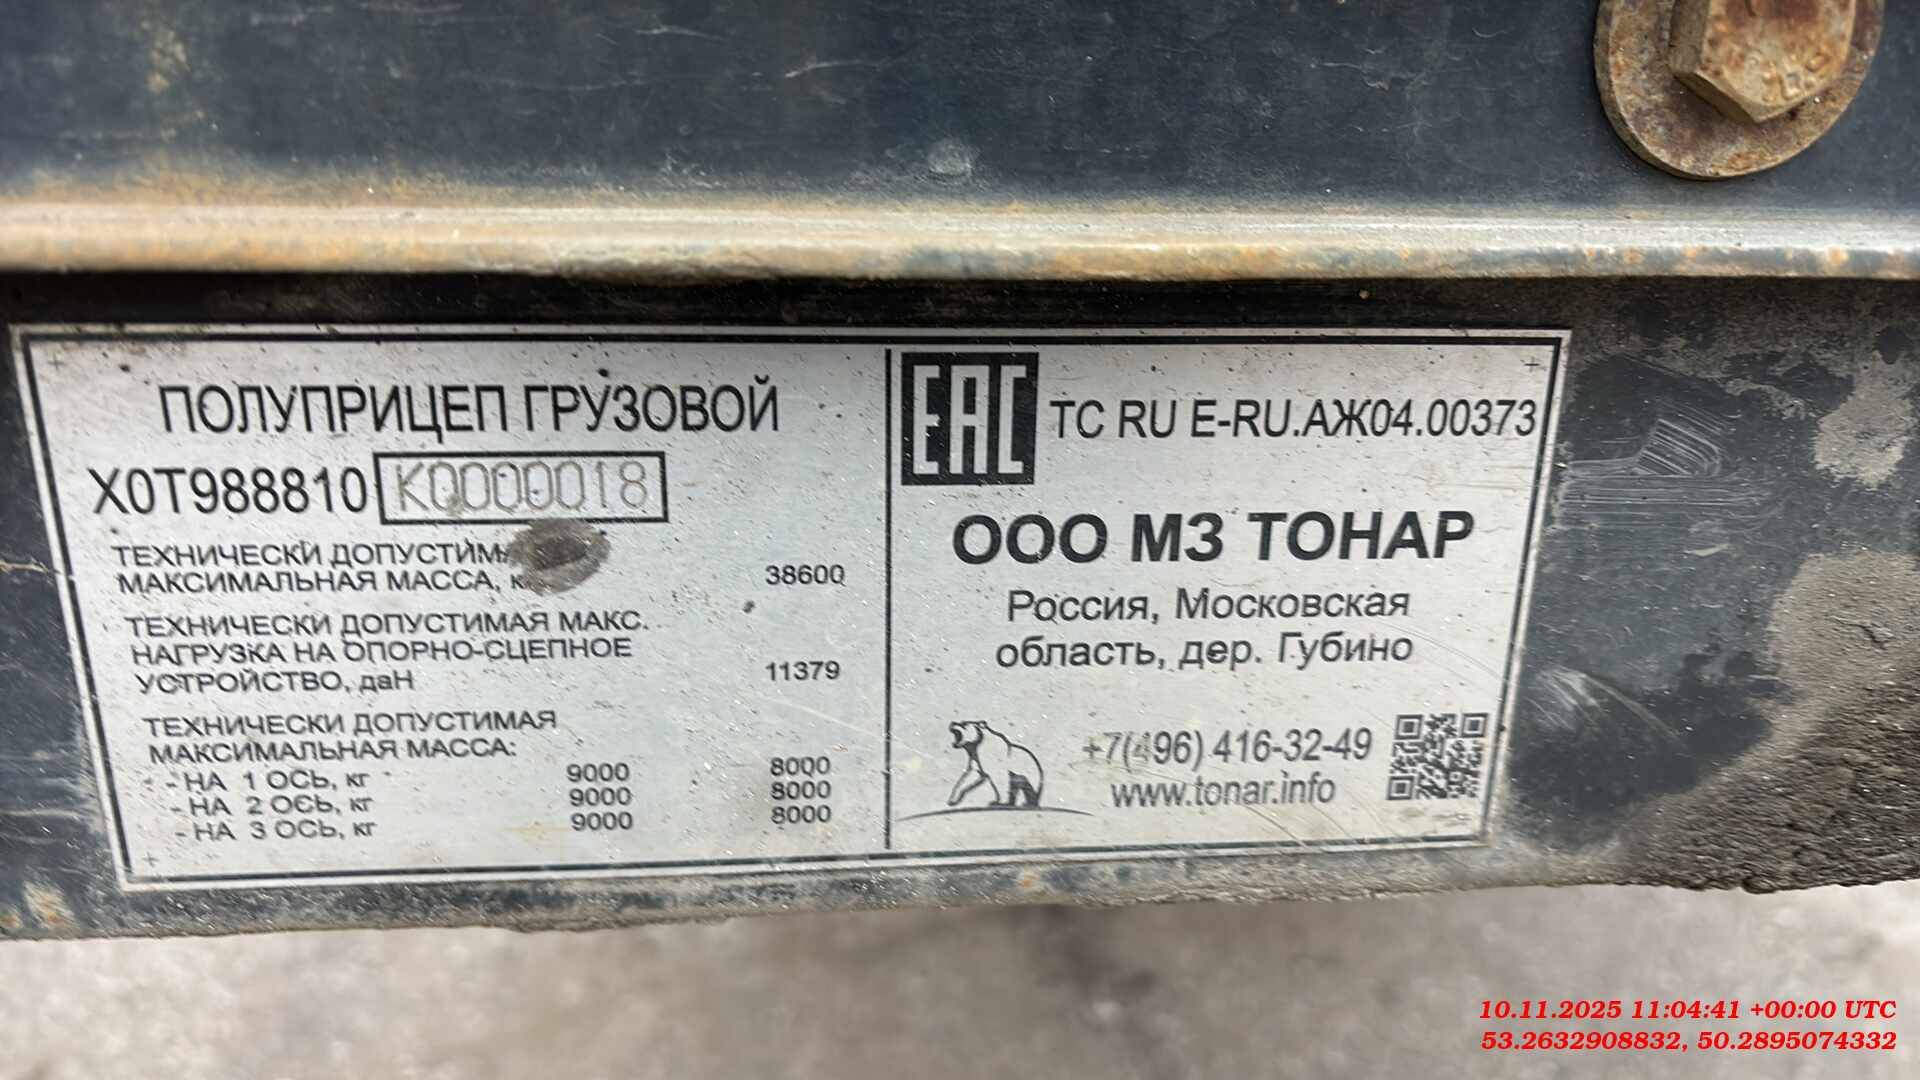 ПОЛУПРИЦЕП ГРУЗОВОЙ
X0T988810 K0000018
ТЕХНИЧЕСКИ
МАКСИМАЛЬНАЯ МАССА, 38600
ТЕХНИЧЕСКИ ДОПУСТИМАЯ МАКС.
НАГРУЗКА НА ОПОРНО-СЦЕПНОЕ
УСТРОЙСТВО, даН 11379
ТЕХНИЧЕСКИ ДОПУСТИМАЯ
МАКСИМАЛЬНАЯ МАССА:
- НА 1 ОСЬ, кг 9000 8000
- НА 2 ОСЬ, кг 9000 8000
- НА 3 ОСЬ, кг 9000 8000
EAC TC RU E-RU.АЖ04.00373
ООО МЗ ТОНАР
Россия, Московская
область, дер. Губино
+7(496) 416-32-49
www.tonar.info
10.11.2025 11:04:41 +00:00 UTC
53.2632908832, 50.2895074332